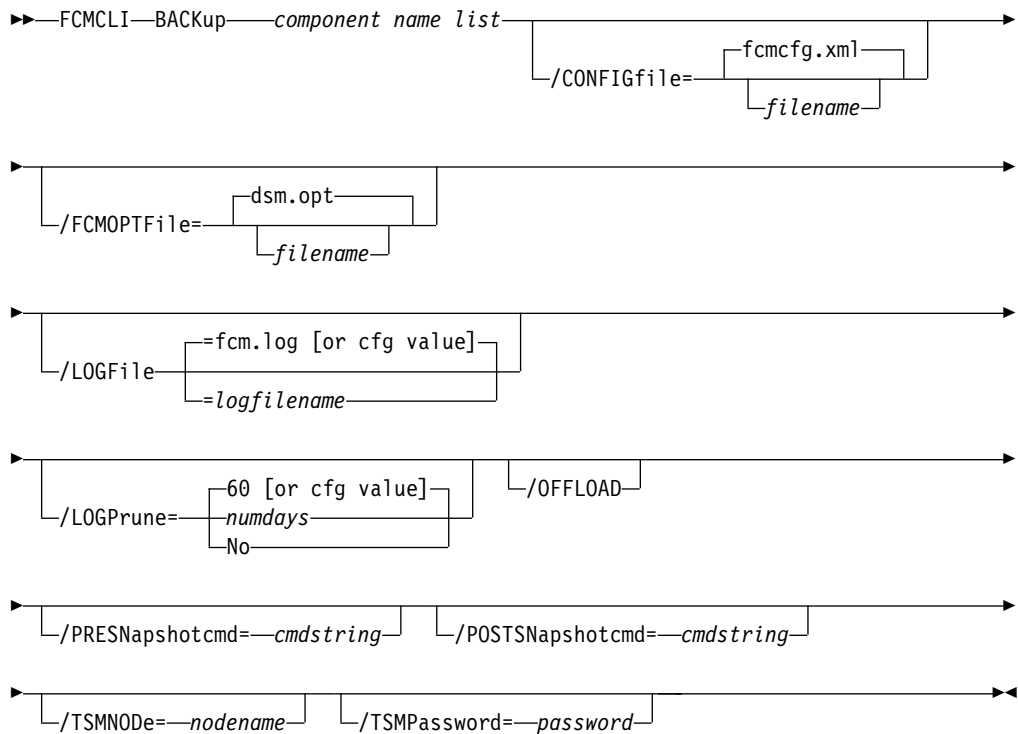 FCMCLI BACKup component name list
fcmcfg.xml
/CONFIGfile=
filename
dsm.opt
/FCMOPTFile=
filename
=fcm.log [or cfg value]
/LOGFile
=logfilename
60 [or cfg value]
/OFFLOAD
/LOGPrune=
numdays
No
/PRESNapshotcmd= cmdstring /POSTSNapshotcmd= cmdstring
/TSMNODe= nodename /TSMPassword= password